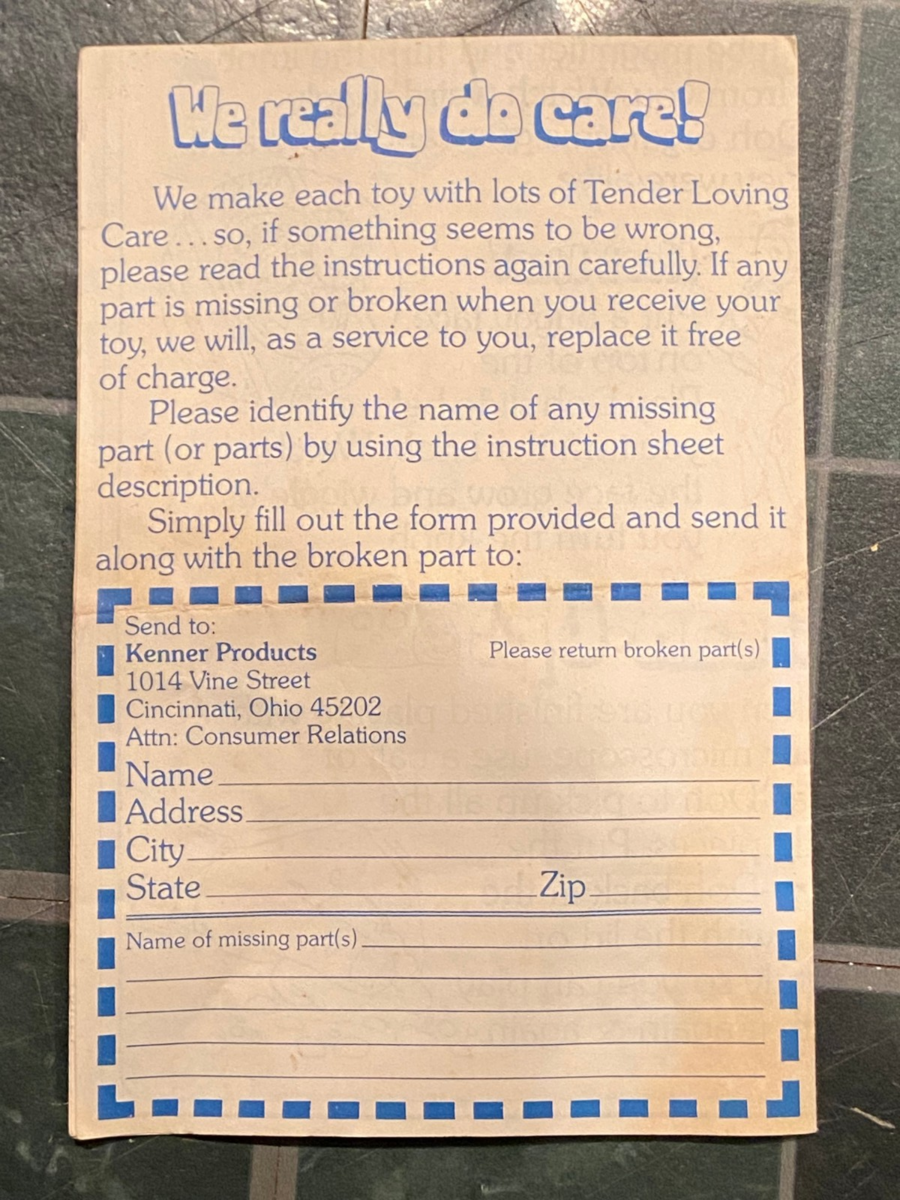 We really do care!
We make each toy with lots of Tender Loving
Care...so, if something seems to be wrong,
please read the instructions again carefully. If any
part is missing or broken when you receive your
toy, we will, as a service to you, replace it free
of charge.
Please identify the name of any missing
part (or parts) by using the instruction sheet
description.
Simply fill out the form provided and send it
along with the broken part to:
Send to:
Kenner Products
Please return broken part(s)
1014 Vine Street
Cincinnati, Ohio 45202
Attn: Consumer Relations
Name
Address
City
State Zip
Name of missing part(s)